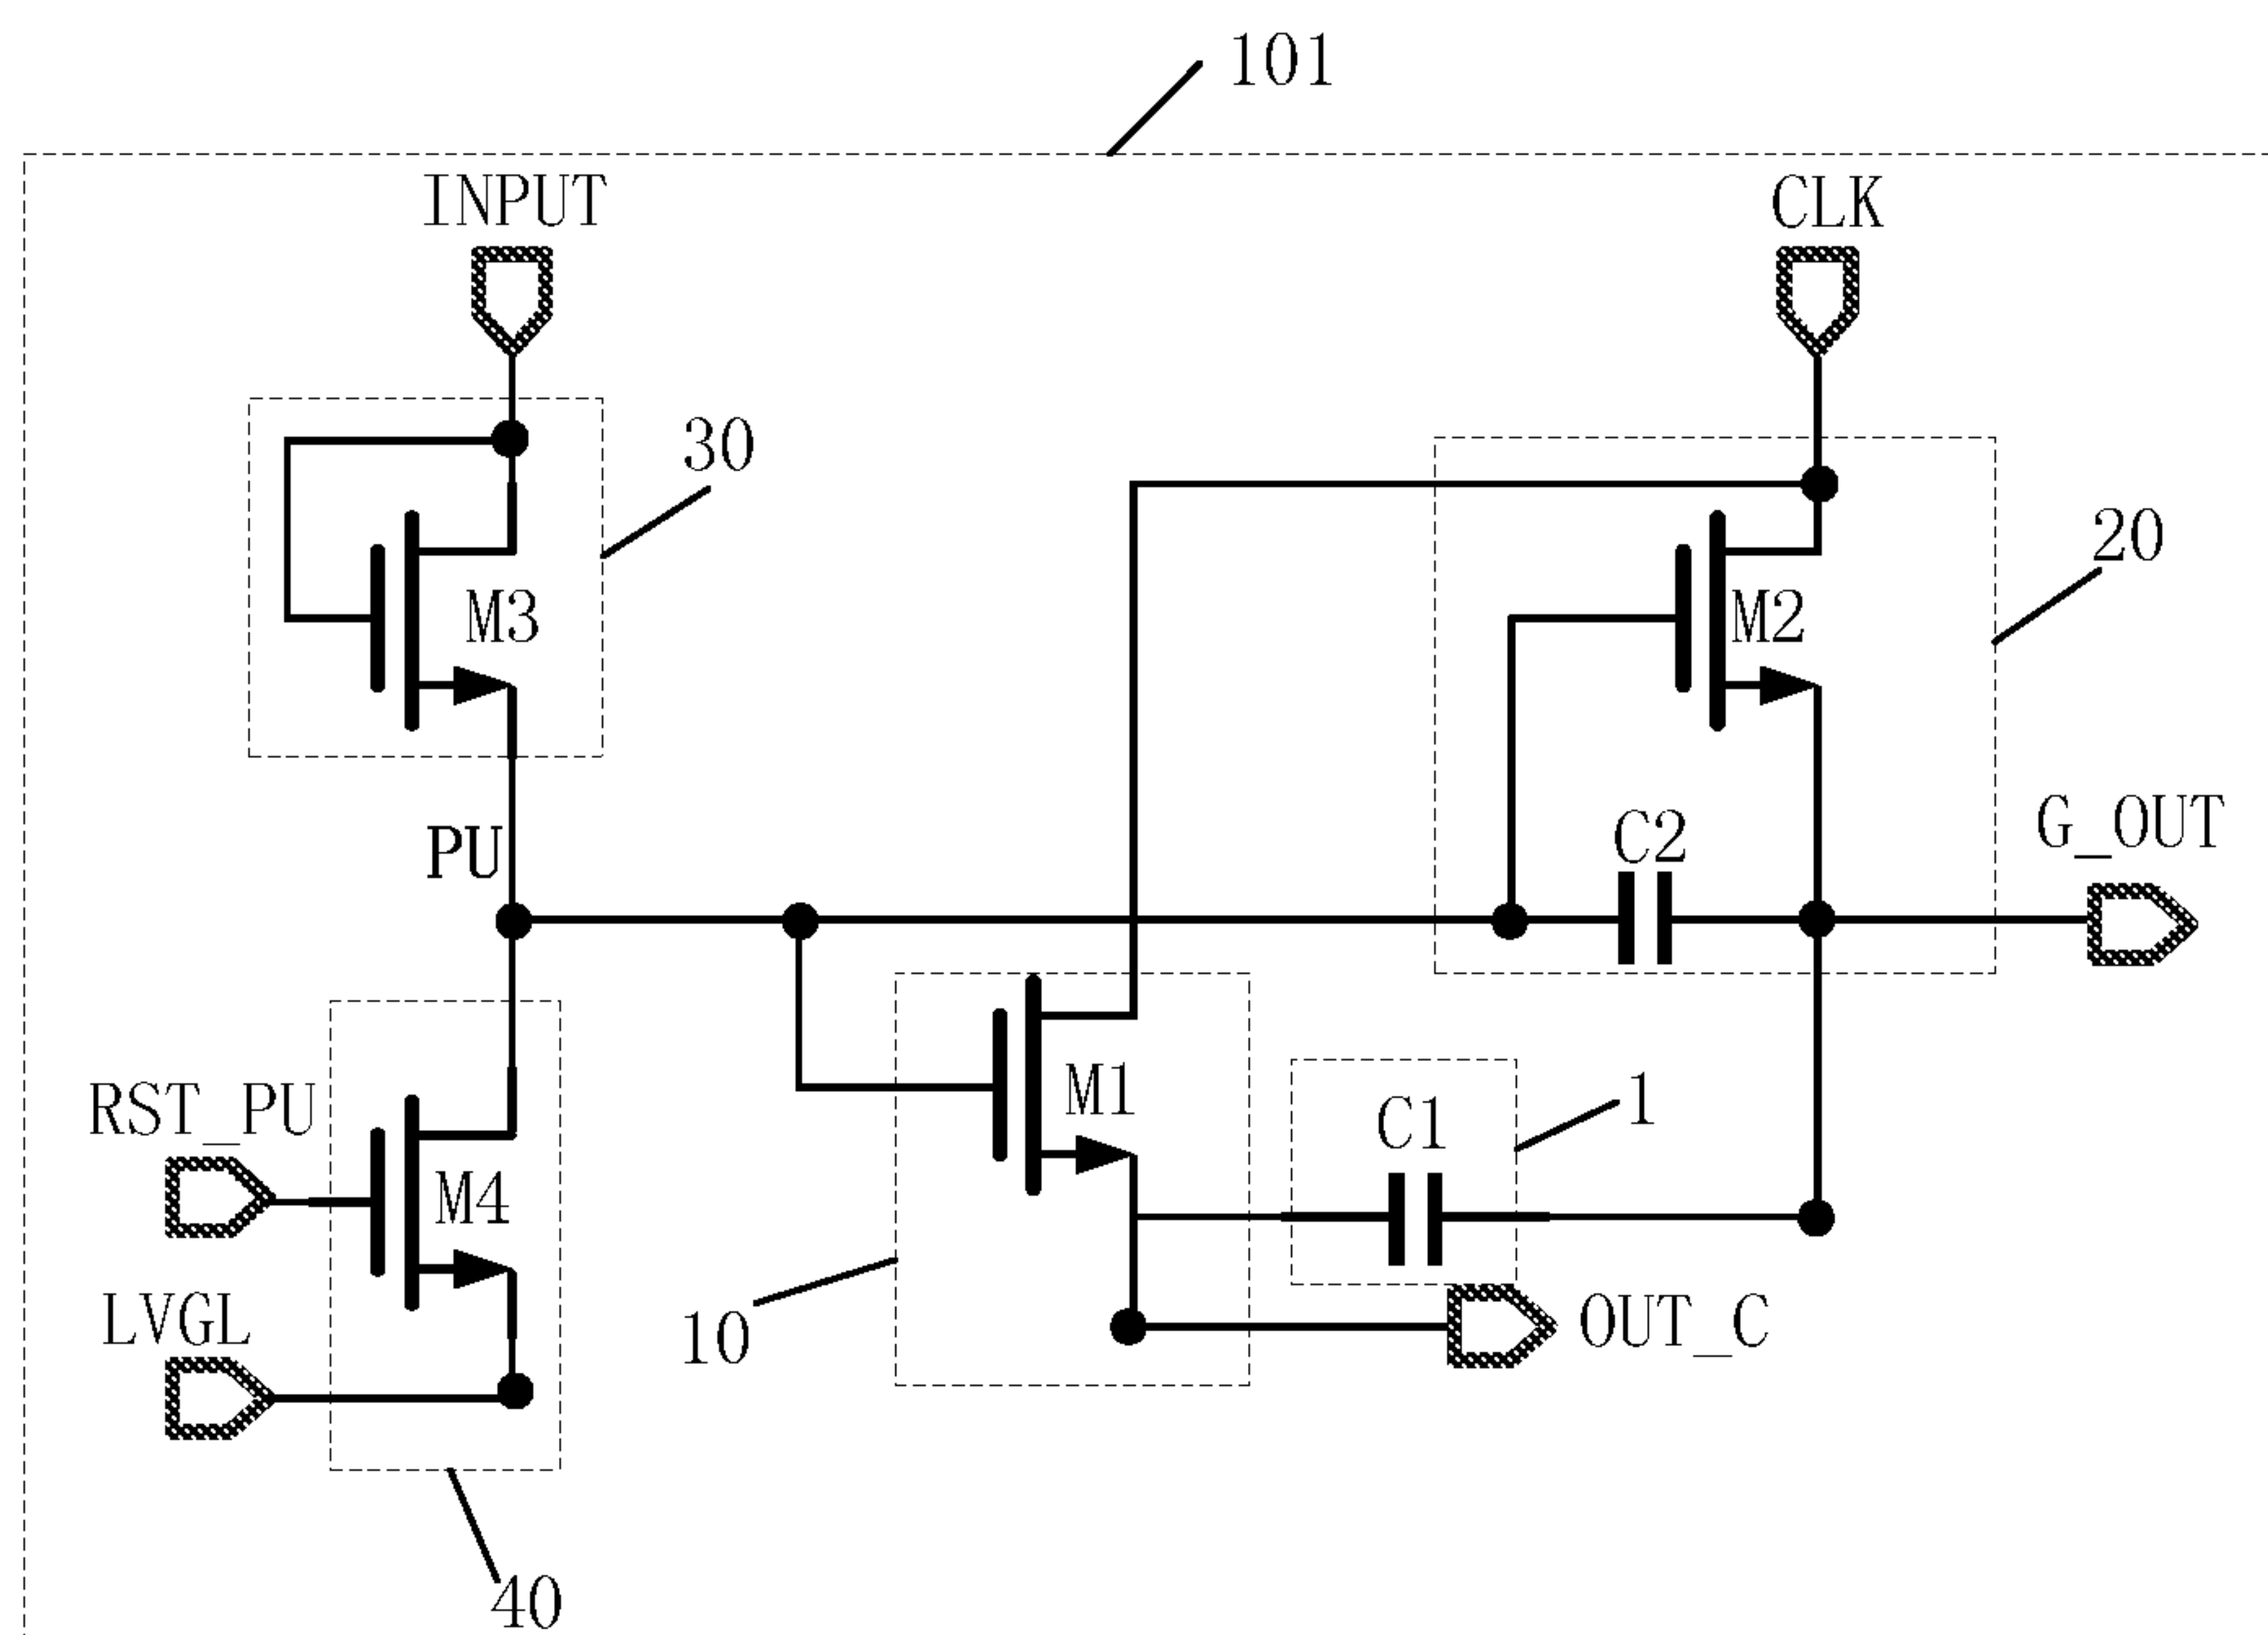 101
INPUT
CLK
30
20
M3
M2
PU
C2
G_OUT
RST_PU
M4
M1
C1
1
LVGL
10
OUT_C
40